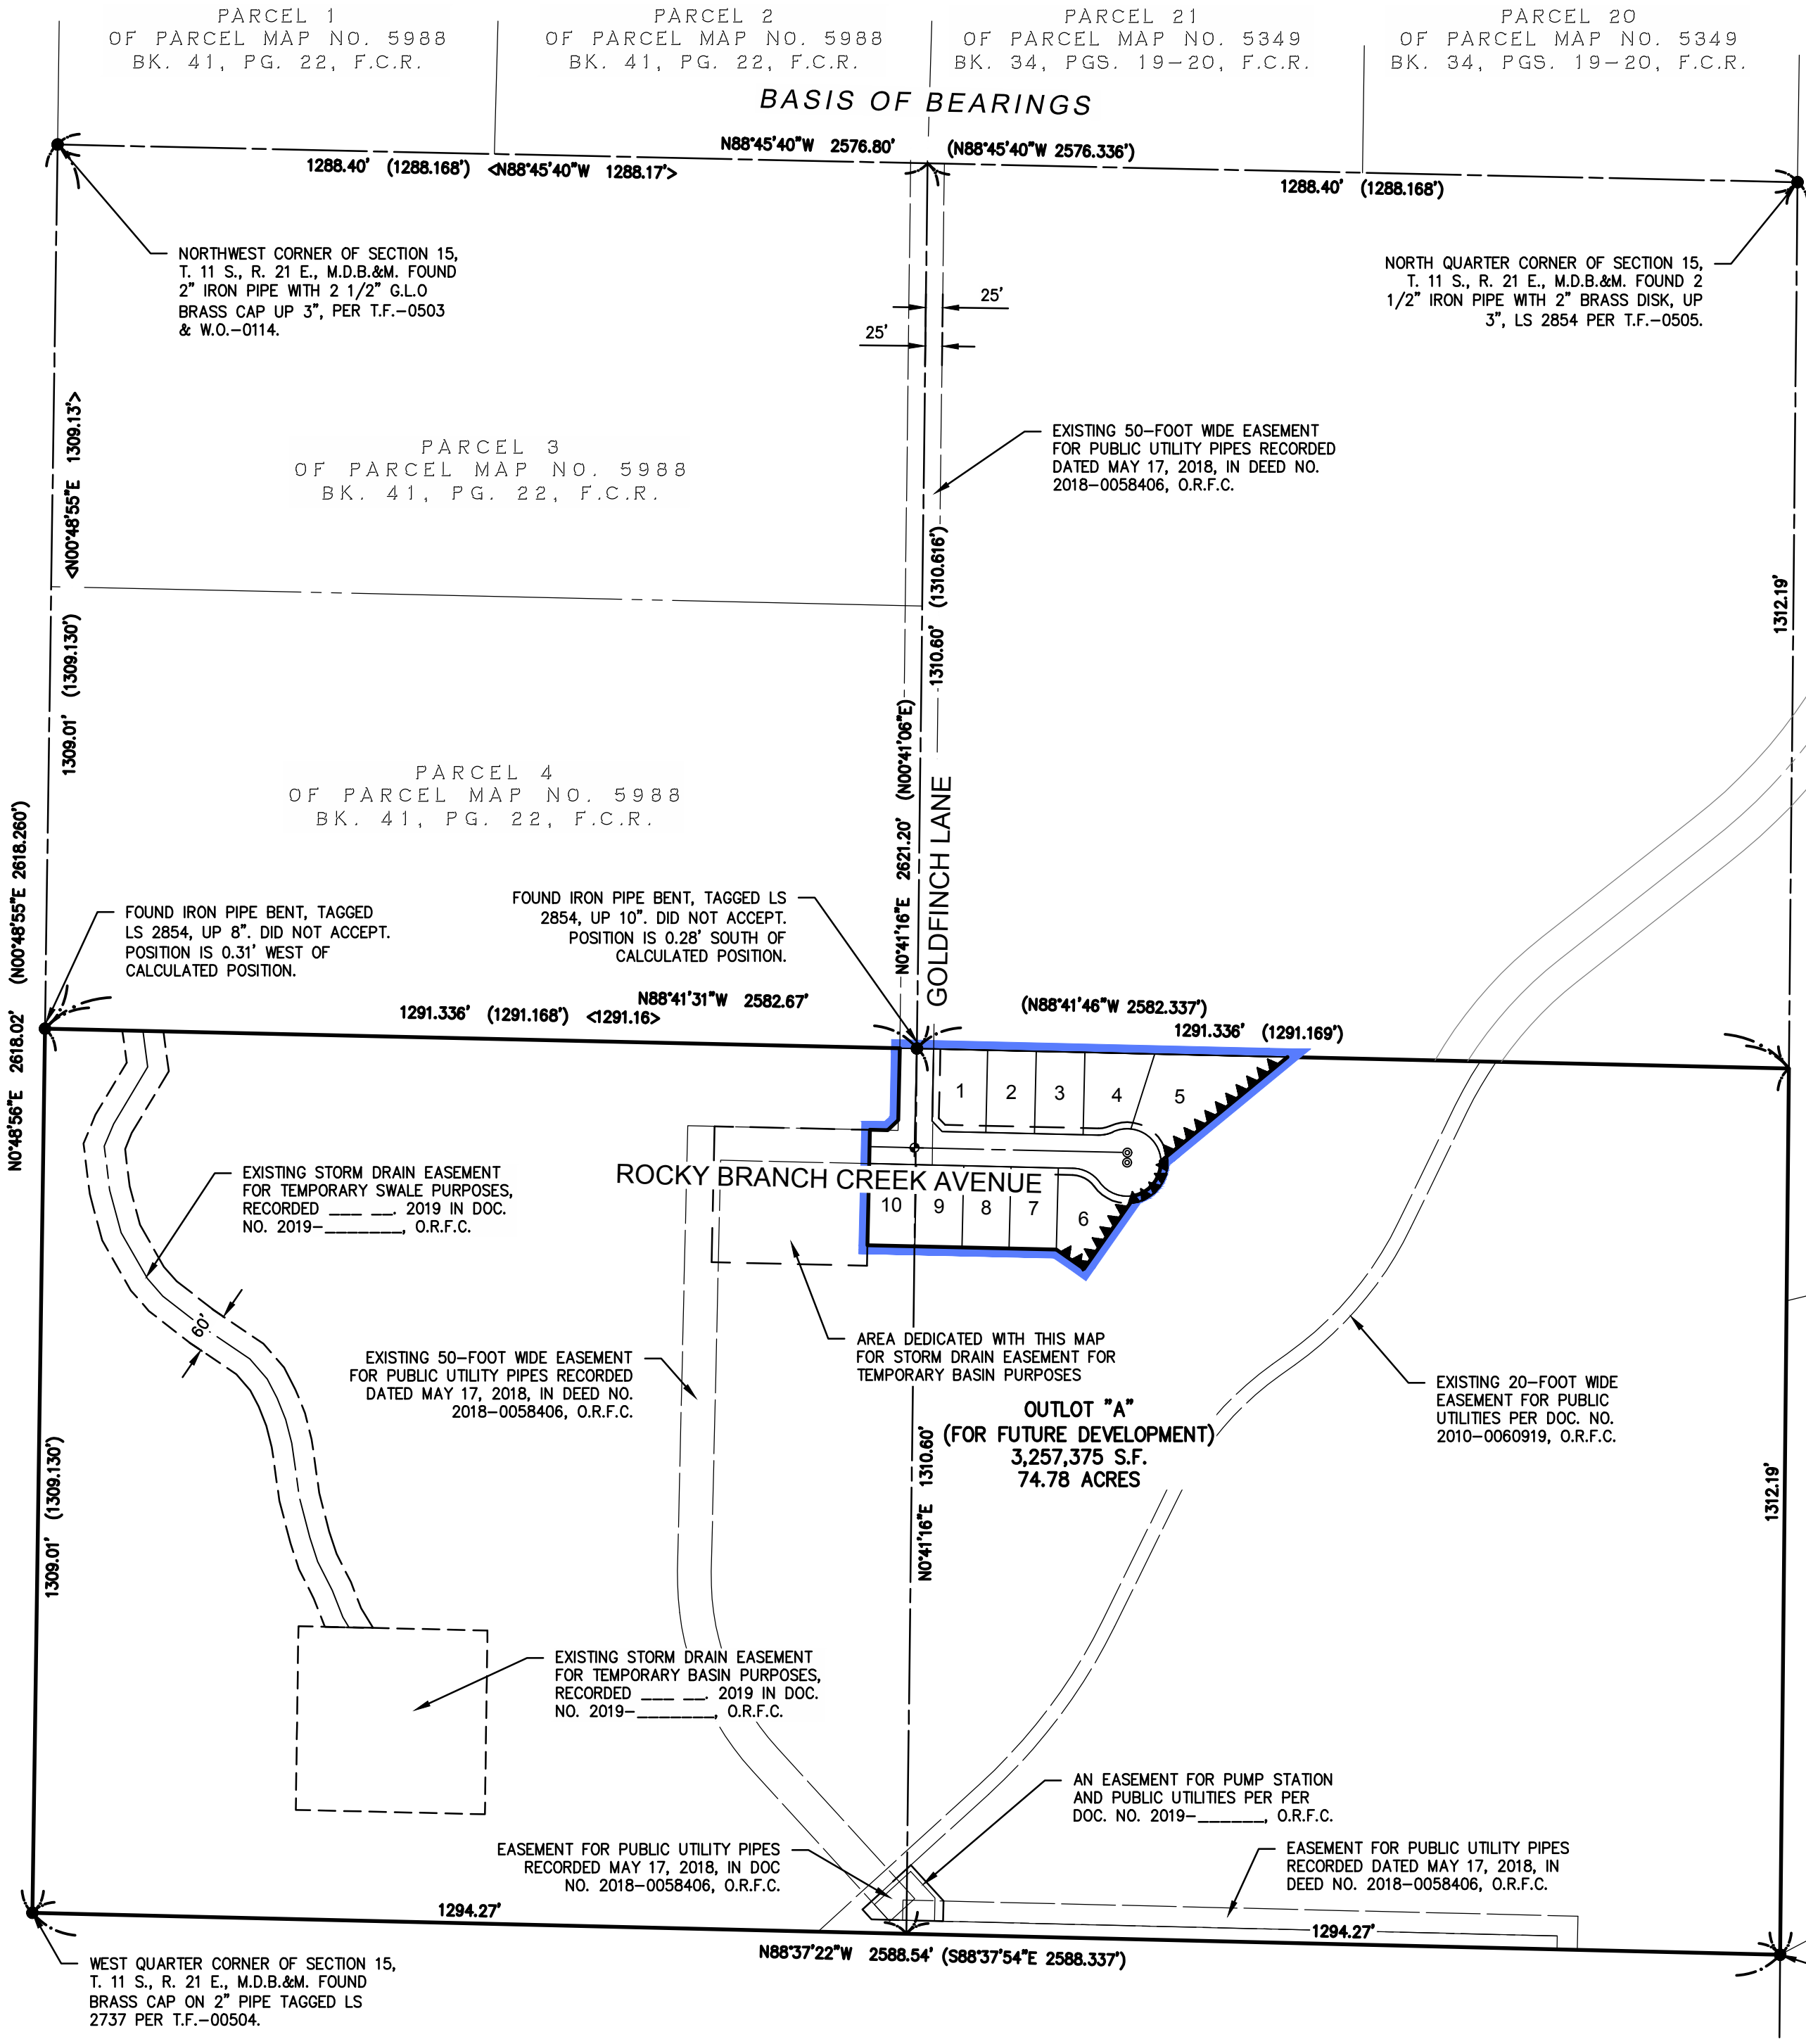 PARCEL 1
OF PARCEL MAP NO. 5988
BK. 41, PG. 22, F.C.R.
PARCEL 2
OF PARCEL MAP NO. 5988
BK. 41, PG. 22, F.C.R.
PARCEL 21
OF PARCEL MAP NO. 5349
BK. 34, PGS. 19-20, F.C.R.
PARCEL 20
OF PARCEL MAP NO. 5349
BK. 34, PGS. 19-20, F.C.R.
BASIS OF BEARINGS
N88°45'40"W 2576.80' (N88°45'40"W 2576.336')
1288.40' (1288.168') <N88°45'40"W 1288.17'>
1288.40' (1288.168')
NORTHWEST CORNER OF SECTION 15,
T. 11 S., R. 21 E., M.D.B.&M. FOUND
2" IRON PIPE WITH 2 1/2" G.L.O
BRASS CAP UP 3", PER T.F.-0503
& W.O.-0114.
NORTH QUARTER CORNER OF SECTION 15,
T. 11 S., R. 21 E., M.D.B.&M. FOUND 2
1/2" IRON PIPE WITH 2" BRASS DISK, UP
3", LS 2854 PER T.F.-0505.
25'
25'
EXISTING 50-FOOT WIDE EASEMENT
FOR PUBLIC UTILITY PIPES RECORDED
DATED MAY 17, 2018, IN DEED NO.
2018-0058406, O.R.F.C.
PARCEL 3
OF PARCEL MAP NO. 5988
BK. 41, PG. 22, F.C.R.
1309.01' (1309.130') <N00°48'55"E 1309.13'>
1310.60' (1310.616')
1312.19'
PARCEL 4
OF PARCEL MAP NO. 5988
BK. 41, PG. 22, F.C.R.
N0°48'56"E 2618.02' (N00°48'55"E 2618.260')
N0°41'16"E 2621.20' (N00°41'06"E)
GOLDFINCH LANE
FOUND IRON PIPE BENT, TAGGED
LS 2854, UP 8". DID NOT ACCEPT.
POSITION IS 0.31' WEST OF
CALCULATED POSITION.
FOUND IRON PIPE BENT, TAGGED LS
2854, UP 10". DID NOT ACCEPT.
POSITION IS 0.28' SOUTH OF
CALCULATED POSITION.
N88°41'31"W 2582.67'
(N88°41'46"W 2582.337')
1291.336' (1291.168') <1291.16>
1291.336' (1291.169')
1
2
3
4
5
ROCKY BRANCH CREEK AVENUE
10
9
8
7
6
EXISTING STORM DRAIN EASEMENT
FOR TEMPORARY SWALE PURPOSES,
RECORDED ___ __. 2019 IN DOC.
NO. 2019-_______, O.R.F.C.
60'
AREA DEDICATED WITH THIS MAP
FOR STORM DRAIN EASEMENT FOR
TEMPORARY BASIN PURPOSES
EXISTING 50-FOOT WIDE EASEMENT
FOR PUBLIC UTILITY PIPES RECORDED
DATED MAY 17, 2018, IN DEED NO.
2018-0058406, O.R.F.C.
OUTLOT "A"
(FOR FUTURE DEVELOPMENT)
3,257,375 S.F.
74.78 ACRES
EXISTING 20-FOOT WIDE
EASEMENT FOR PUBLIC
UTILITIES PER DOC. NO.
2010-0060919, O.R.F.C.
1309.01' (1309.130')
N0°41'16"E 1310.60'
1312.19'
EXISTING STORM DRAIN EASEMENT
FOR TEMPORARY BASIN PURPOSES,
RECORDED ___ __. 2019 IN DOC.
NO. 2019-_______, O.R.F.C.
AN EASEMENT FOR PUMP STATION
AND PUBLIC UTILITIES PER PER
DOC. NO. 2019-______, O.R.F.C.
EASEMENT FOR PUBLIC UTILITY PIPES
RECORDED MAY 17, 2018, IN DOC
NO. 2018-0058406, O.R.F.C.
EASEMENT FOR PUBLIC UTILITY PIPES
RECORDED DATED MAY 17, 2018, IN
DEED NO. 2018-0058406, O.R.F.C.
1294.27'
1294.27'
N88°37'22"W 2588.54' (S88°37'54"E 2588.337')
WEST QUARTER CORNER OF SECTION 15,
T. 11 S., R. 21 E., M.D.B.&M. FOUND
BRASS CAP ON 2" PIPE TAGGED LS
2737 PER T.F.-00504.